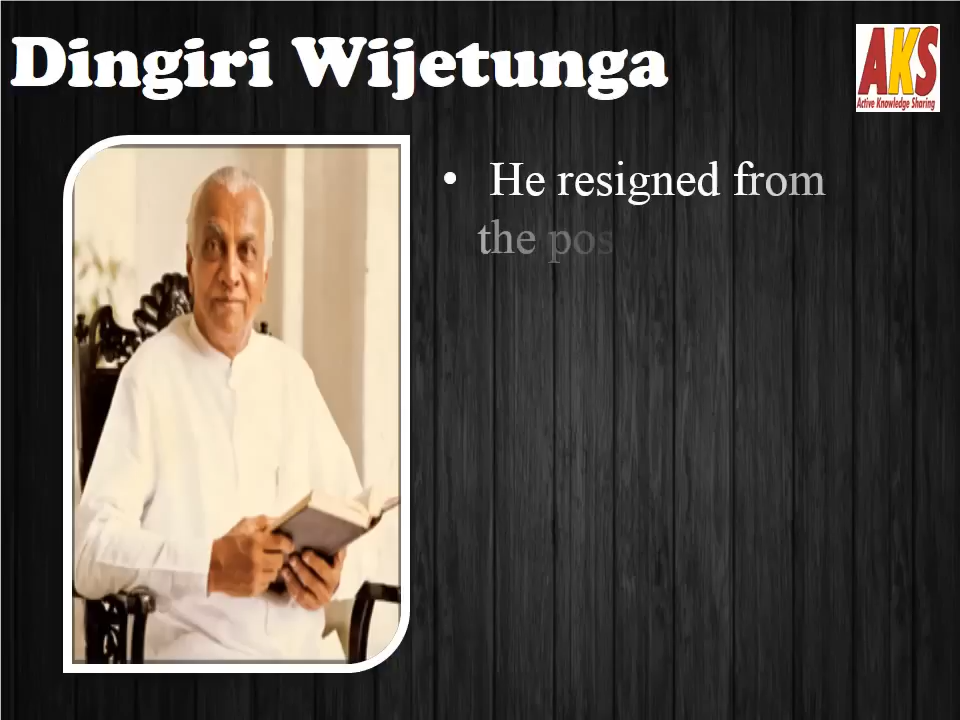 Dingiri Wijetunga
AKS
Active Knowledge Sharing
• He resigned from
the pos